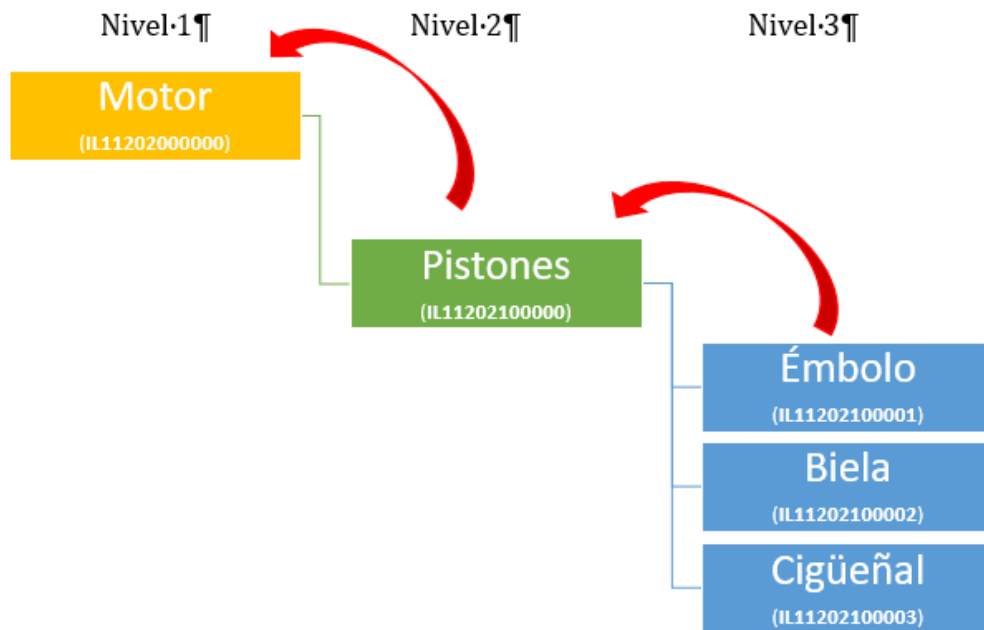 Nivel·1¶ Nivel·2¶ Nivel·3¶
Motor
(IL11202000000)
Pistones
(IL11202100000)
Émbolo
(IL11202100001)
Biela
(IL11202100002)
Cigüeñal
(IL11202100003)